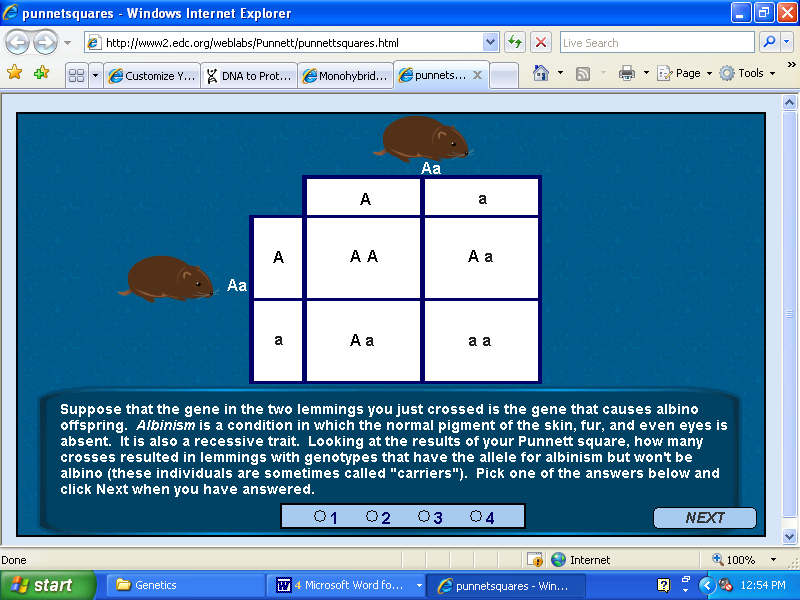 punnetsquares - Windows Internet Explorer
http://www2.edc.org/weblabs/Punnett/punnettsquares.html
Live Search
Customize Y...
DNA to Prot...
Monohybrid...
punnets...
Page
Tools
Aa
A a
A A A A a
Aa
a A a a a
Suppose that the gene in the two lemmings you just crossed is the gene that causes albino
offspring. Albinism is a condition in which the normal pigment of the skin, fur, and even eyes is
absent. It is also a recessive trait. Looking at the results of your Punnett square, how many
crosses resulted in lemmings with genotypes that have the allele for albinism but won't be
albino (these individuals are sometimes called "carriers"). Pick one of the answers below and
click Next when you have answered.
1 2 3 4
NEXT
Done
Internet
100%
start
Genetics
4 Microsoft Word fo...
punnetsquares - Win...
12:54 PM